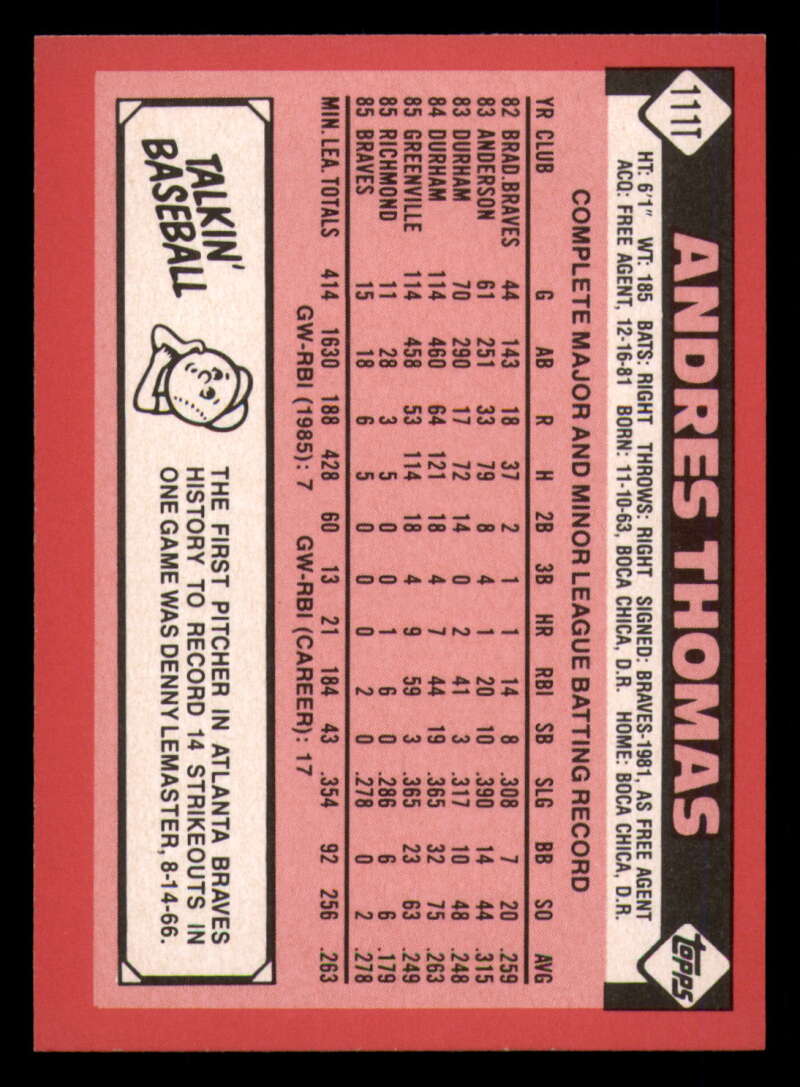 111T
ANDRES THOMAS
topps
HT: 6'1" WT: 185 BATS: RIGHT THROWS: RIGHT SIGNED: BRAVES-1981, AS FREE AGENT
ACQ: FREE AGENT, 12-16-81 BORN: 11-10-63, BOCA CHICA, D.R. HOME: BOCA CHICA, D.R.
COMPLETE MAJOR AND MINOR LEAGUE BATTING RECORD
YR CLUB G AB R H 2B 3B HR RBI SB SLG BB SO AVG
82 BRAD.BRAVES 44 143 18 37 2 1 1 14 8 .308 7 20 .259
83 ANDERSON 61 251 33 79 8 4 1 20 10 .390 14 44 .315
83 DURHAM 70 290 17 72 14 0 2 41 3 .317 10 48 .248
84 DURHAM 114 460 64 121 18 4 7 44 19 .365 32 75 .263
85 GREENVILLE 114 458 53 114 18 4 9 59 3 .365 23 63 .249
85 RICHMOND 11 28 3 5 0 0 1 6 0 .286 6 6 .179
85 BRAVES 15 18 6 5 0 0 0 2 0 .278 0 2 .278
MIN. LEA. TOTALS 414 1630 188 428 60 13 21 184 43 .354 92 256 .263
GW-RBI (1985): 7 GW-RBI (CAREER): 17
TALKIN'
BASEBALL
THE FIRST PITCHER IN ATLANTA BRAVES
HISTORY TO RECORD 14 STRIKEOUTS IN
ONE GAME WAS DENNY LEMASTER, 8-14-66.